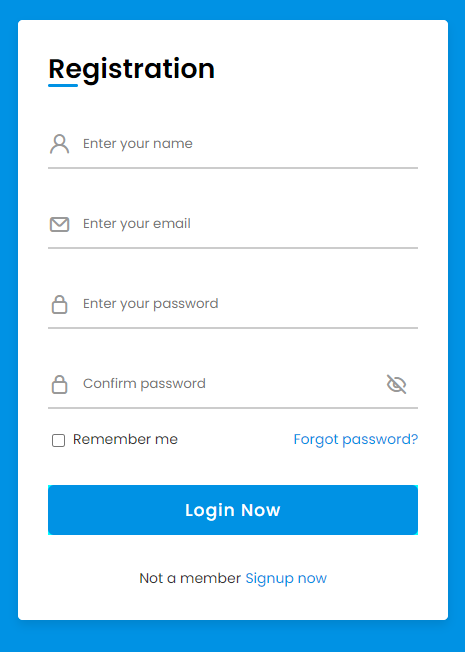 Registration
Enter your name
Enter your email
Enter your password
Confirm password
Remember me Forgot password?
Login Now
Not a member Signup now